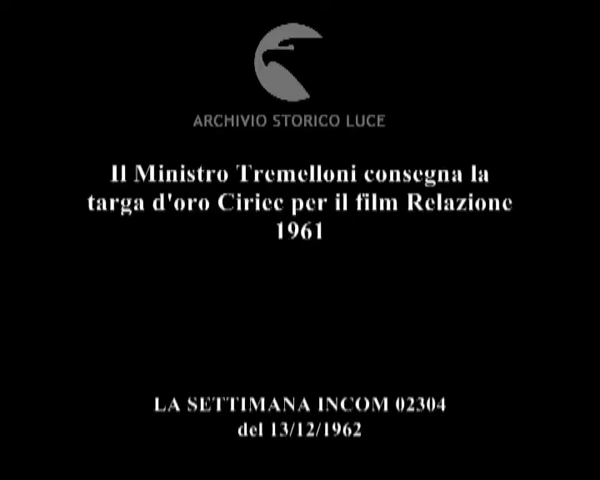 ARCHIVIO STORICO LUCE
Il Ministro Tremelloni consegna la
targa d'oro Ciriec per il film Relazione
1961
LA SETTIMANA INCOM 02304
del 13/12/1962